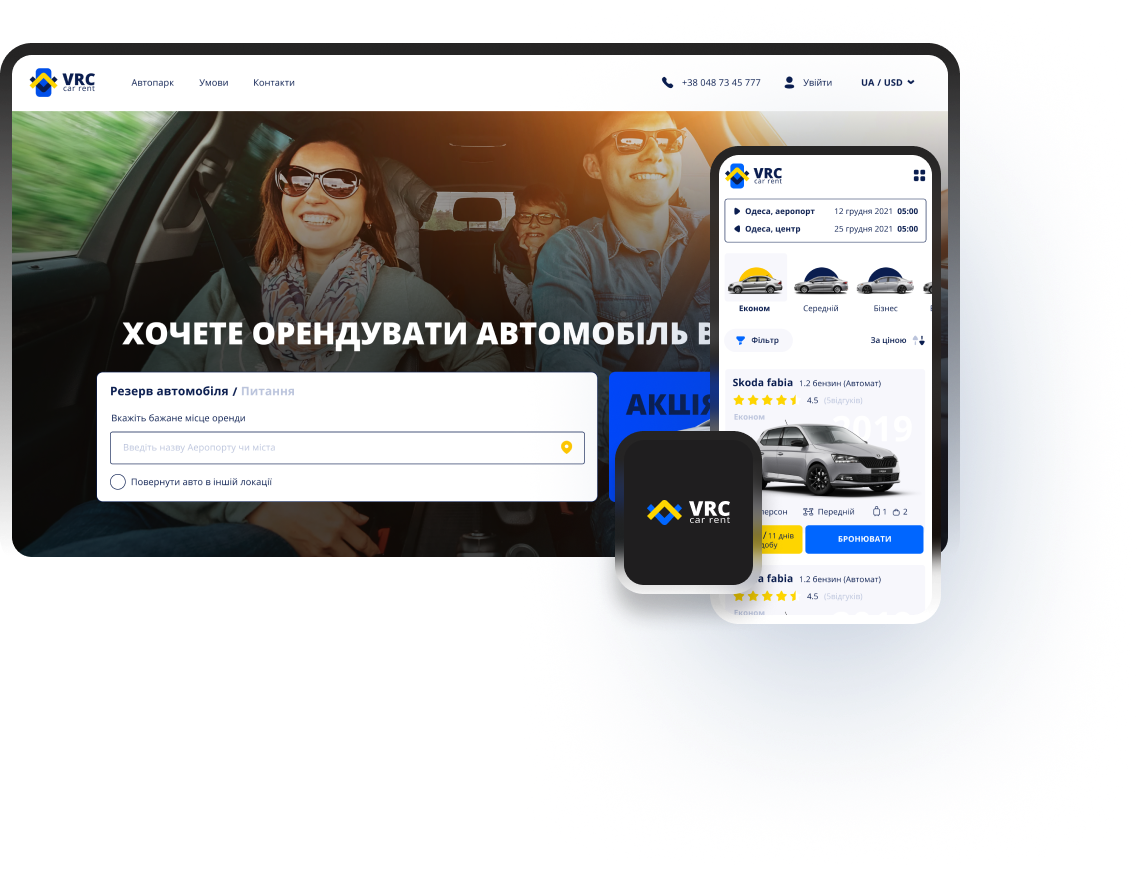 VRC
car rent
Автопарк
Умови
Контакти
+38 048 73 45 777
Увійти
UA / USD
ХОЧЕТЕ ОРЕНДУВАТИ АВТОМОБІЛЬ
Резерв автомобіля / Питання
Вкажіть бажане місце оренди
Введіть назву Аеропорту чи міста
Повернути авто в іншій локації
VRC
car rent
Одеса, аеропорт 12 грудня 2021 05:00
Одеса, центр 25 грудня 2021 05:00
Економ
Середній
Бізнес
Фільтр
За ціною
Skoda fabia 1.2 бензин (Автомат)
4.5 (5відгуків)
Економ
2019
Передній
1
2
/ 11 днів
БРОНЮВАТИ
fabia 1.2 бензин (Автомат)
4.5 (5відгуків)
Економ
VRC
car rent